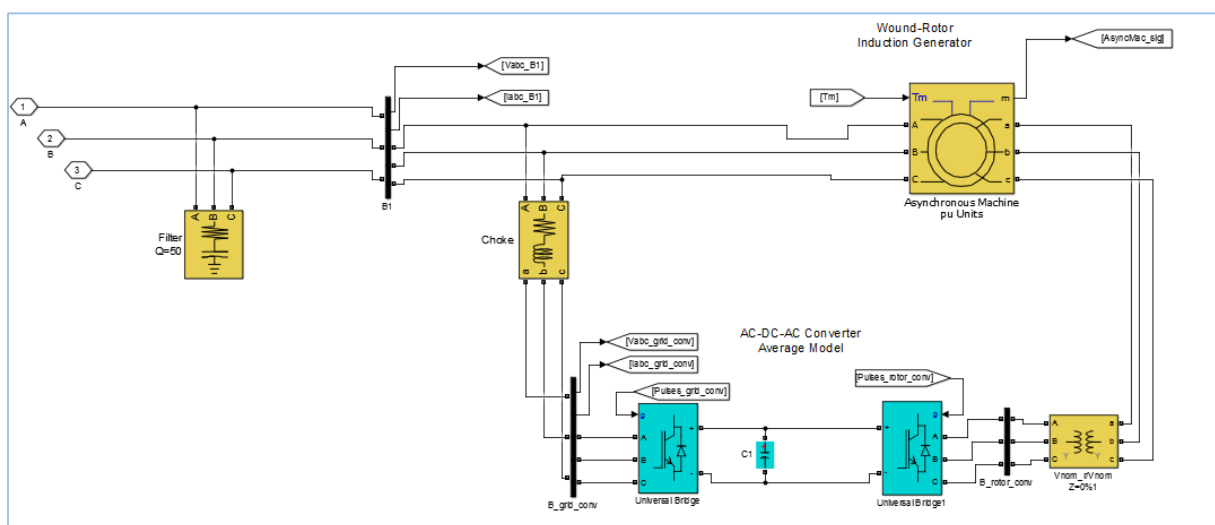 Wound-Rotor
Induction Generator
[AsyncMac_sig]
[Vabc_B1]
[Iabc_B1]
[Tm]
Tm
m
1
A
2
B
3
C
A
a
B
b
C
c
B1
Asynchronous Machine
pu Units
A
B
C
Filter
Q=50
A
B
C
Choke
a
b
c
AC-DC-AC Converter
Average Model
[Vabc_grid_conv]
[Iabc_grid_conv]
[Pulses_grid_conv]
[Pulses_rotor_conv]
g
A
B
C
+
-
C1
+
-
g
A
B
C
A
B
C
a
b
c
Y
Y
B_grid_conv
Universal Bridge
Universal Bridge1
B_rotor_conv
Vnom_r/Vnom
Z=0%1